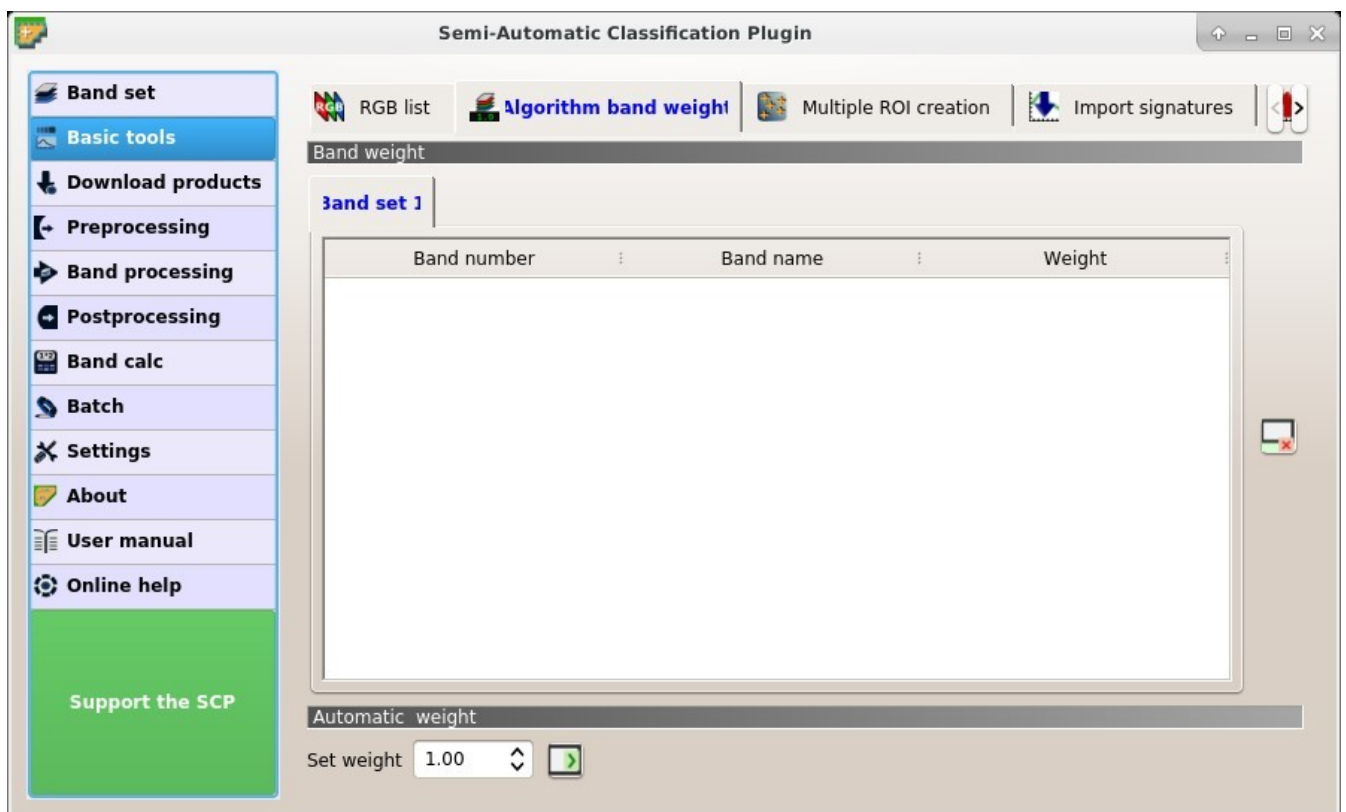 Semi-Automatic Classification Plugin
Band set
Basic tools
Download products
Preprocessing
Band processing
Postprocessing
Band calc
Batch
Settings
About
User manual
Online help
Support the SCP
RGB list
Algorithm band weight
Multiple ROI creation
Import signatures
Band weight
Band set 1
Band number Band name Weight
Automatic weight
Set weight 1.00